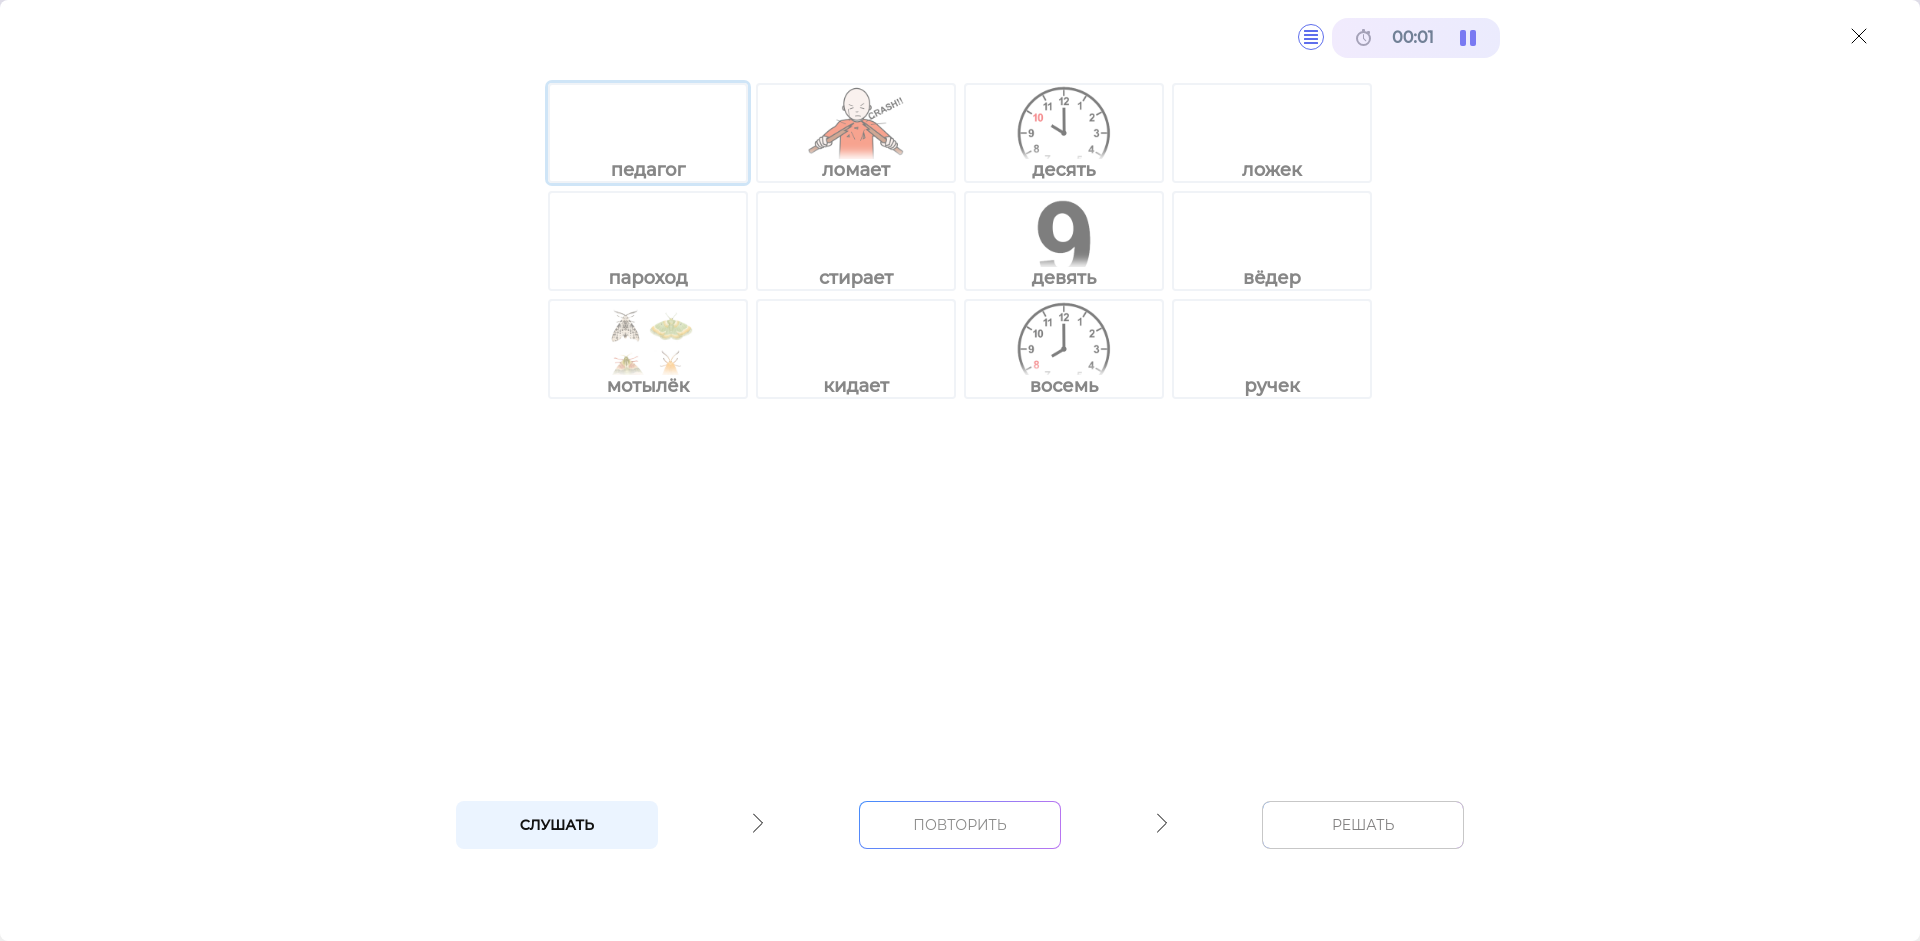 00:01
педагог
CRASH!!
ломает
12
11 1
10 2
9 3
8 4
десять
ложек
пароход
стирает
9
девять
вёдер
мотылёк
кидает
12
11 1
10 2
9 3
8 4
восемь
ручек
СЛУШАТЬ
ПОВТОРИТЬ
РЕШАТЬ